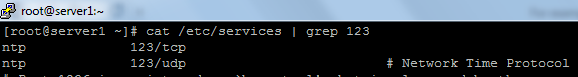 root@server1:~
[root@server1 ~]# cat /etc/services | grep 123
ntp 123/tcp
ntp 123/udp # Network Time Protocol